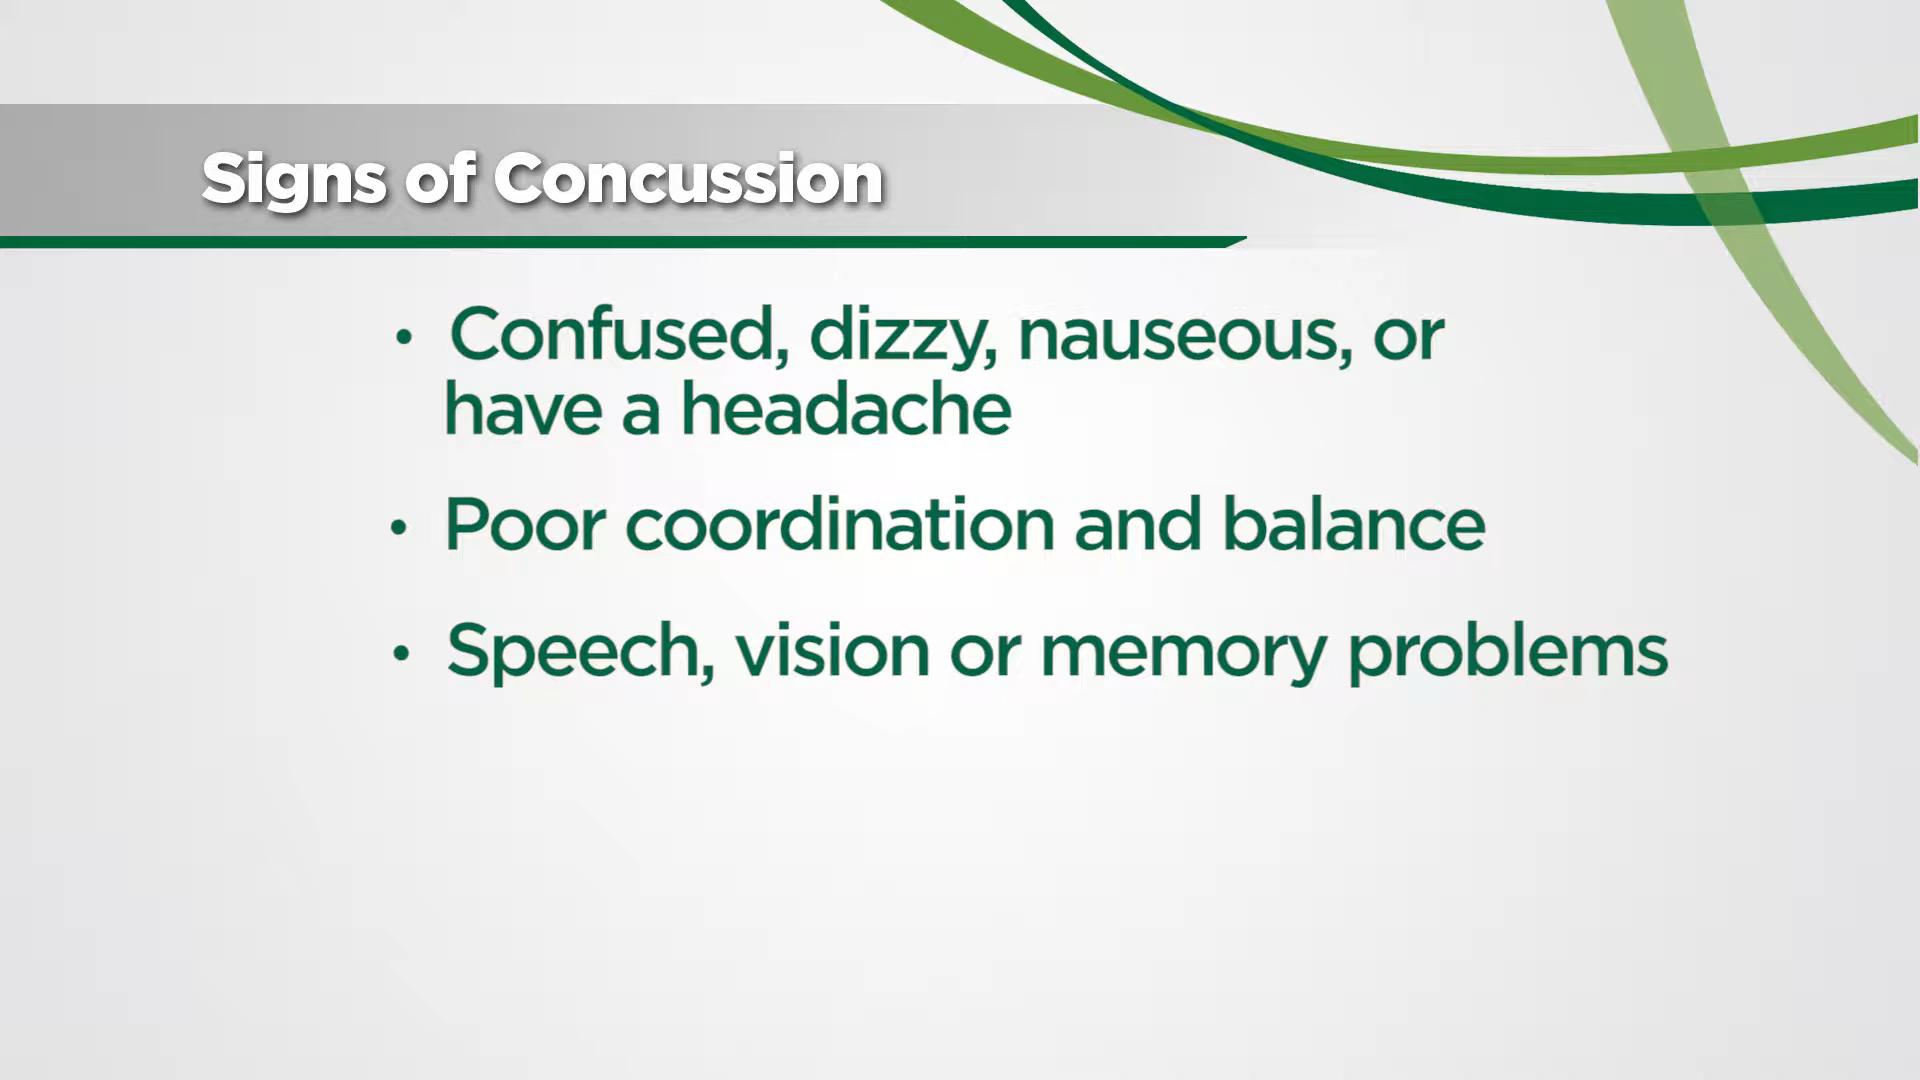 Signs of Concussion
• Confused, dizzy, nauseous, or
have a headache
• Poor coordination and balance
• Speech, vision or memory problems